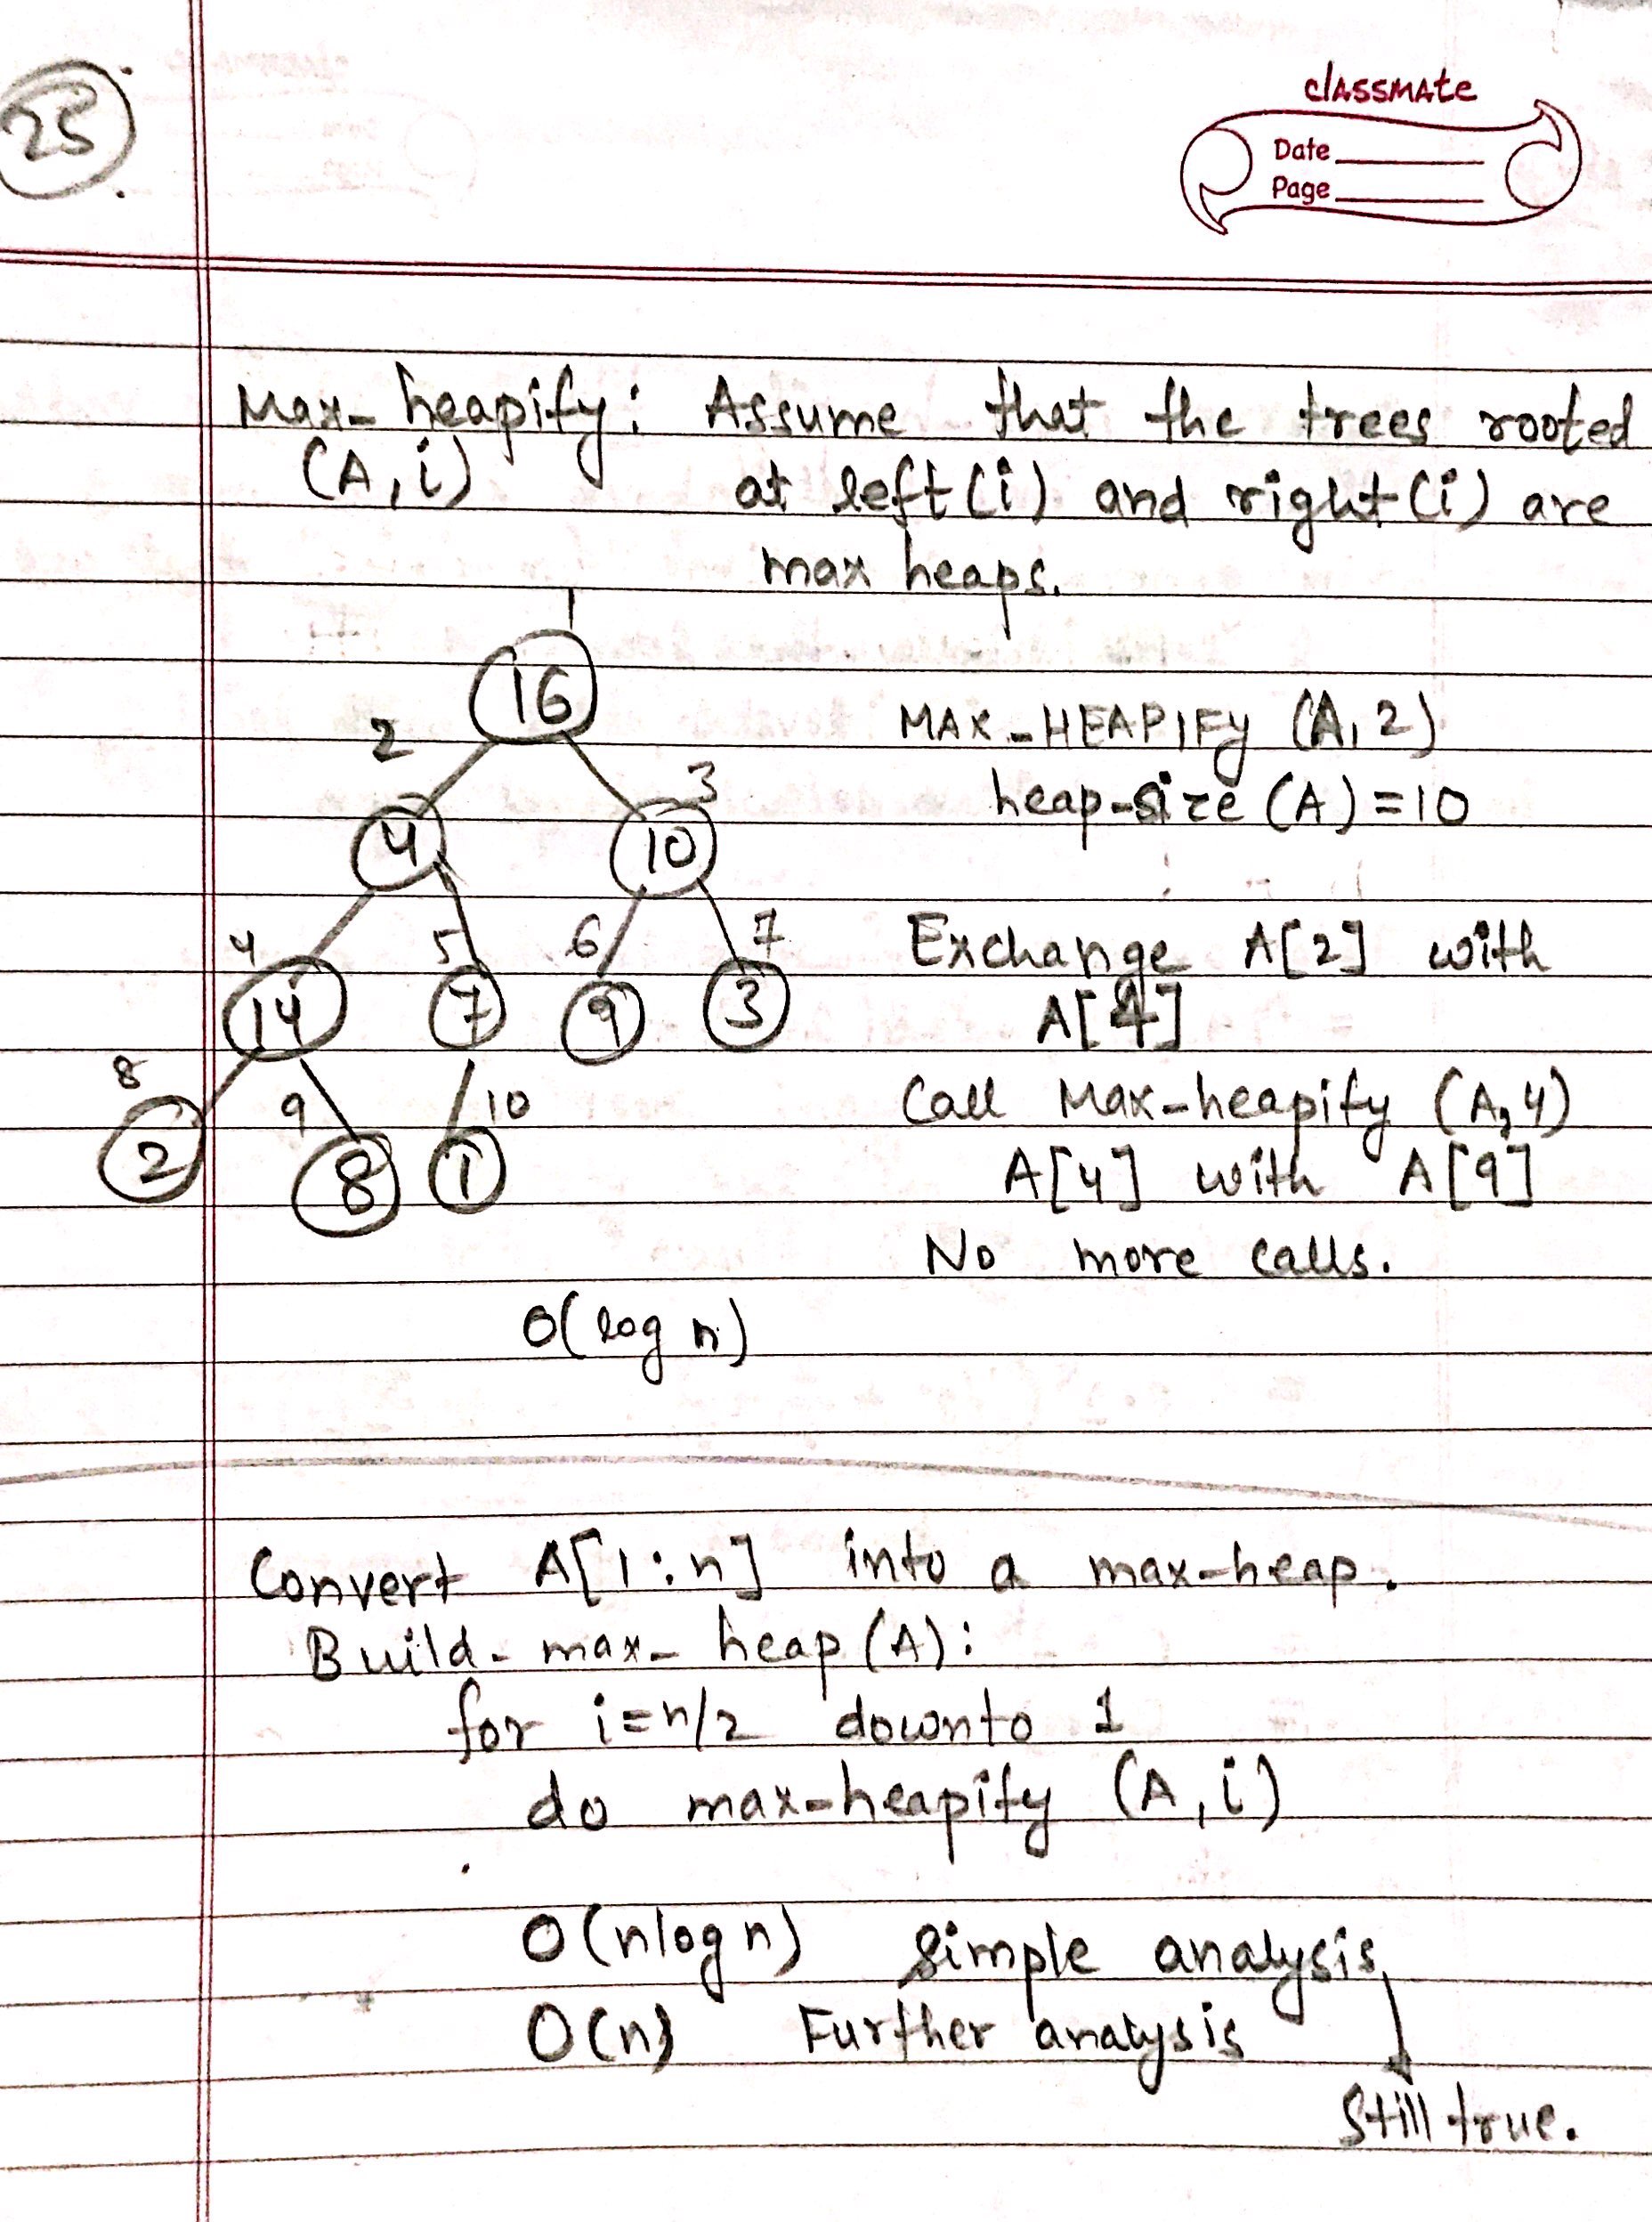 25
classmate
Date
Page
Max-heapify: Assume that the trees rooted
(A, i) at left(i) and right(i) are
max heaps.
1
16
2
MAX-HEAPIFY (A, 2)
3
heap-size (A) = 10
4
10
4 5 6 7
Exchange A[2] with
14 7 9 3
A[4]
8 9 10
Call Max-heapify (A, 4)
2 8 1
A[4] with A[9]
No more calls.
O(log n)
Convert A[1:n] into a max-heap.
Build-max-heap(A):
for i=n/2 downto 1
do max-heapify (A, i)
O(nlog n) Simple analysis
O(n) Further analysis
Still true.